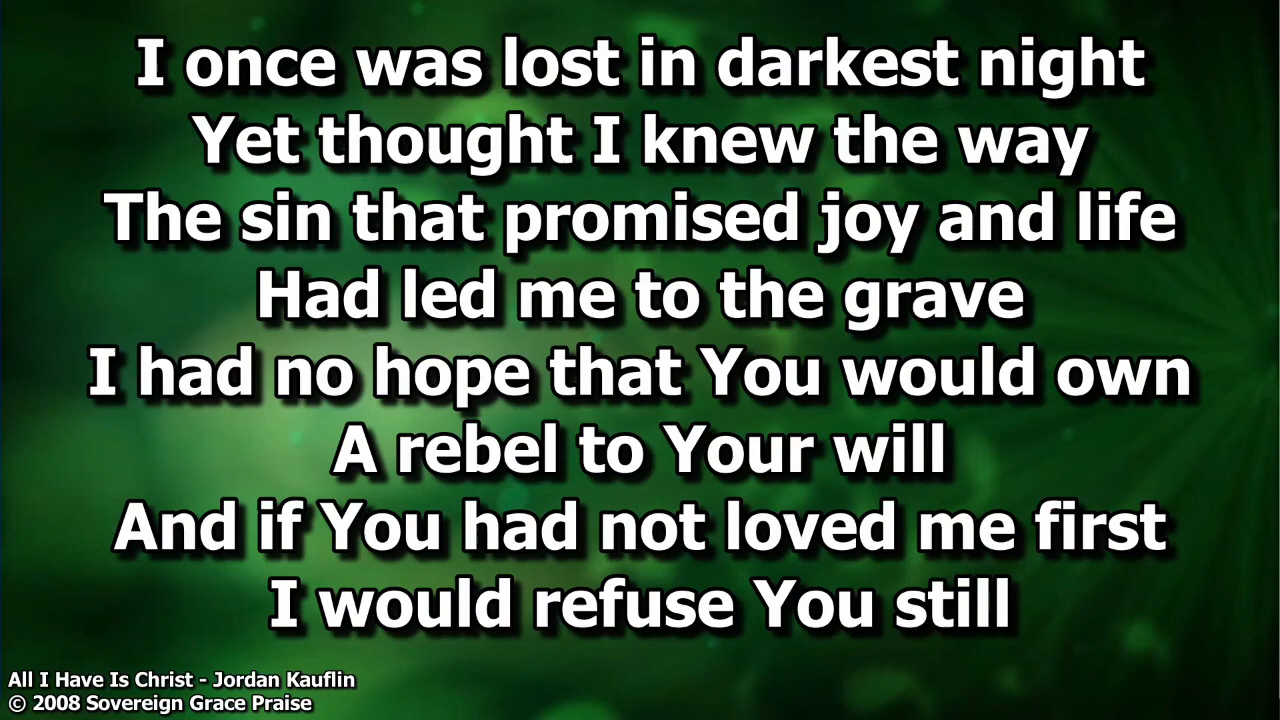 I once was lost in darkest night
Yet thought I knew the way
The sin that promised joy and life
Had led me to the grave
I had no hope that You would own
A rebel to Your will
And if You had not loved me first
I would refuse You still
All I Have Is Christ - Jordan Kauflin
© 2008 Sovereign Grace Praise